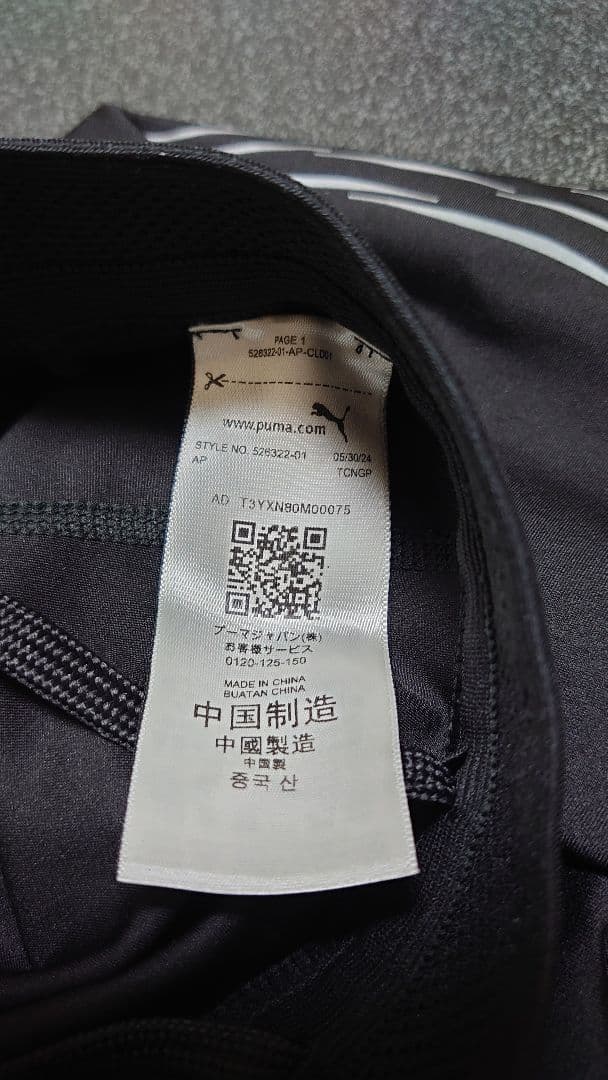 PAGE 1
526322-01-AP-CLD01
www.puma.com
STYLE NO. 526322-01 05/30/24
AP TCNGP
AD T3YXN80M00075
プーマジャパン(株)
お客様サービス
0120-125-150
MADE IN CHINA
BUATAN CHINA
中国制造
中國製造
中国製
중국 산